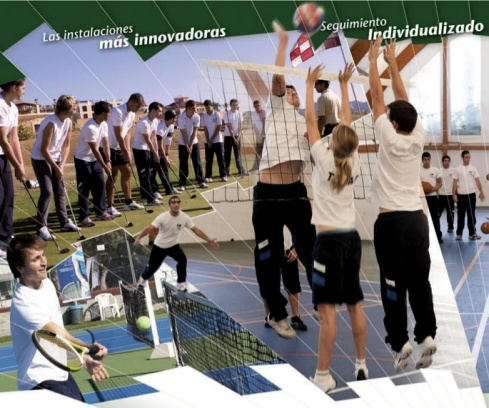 Las instalaciones
más innovadoras
Seguimiento
Individualizado